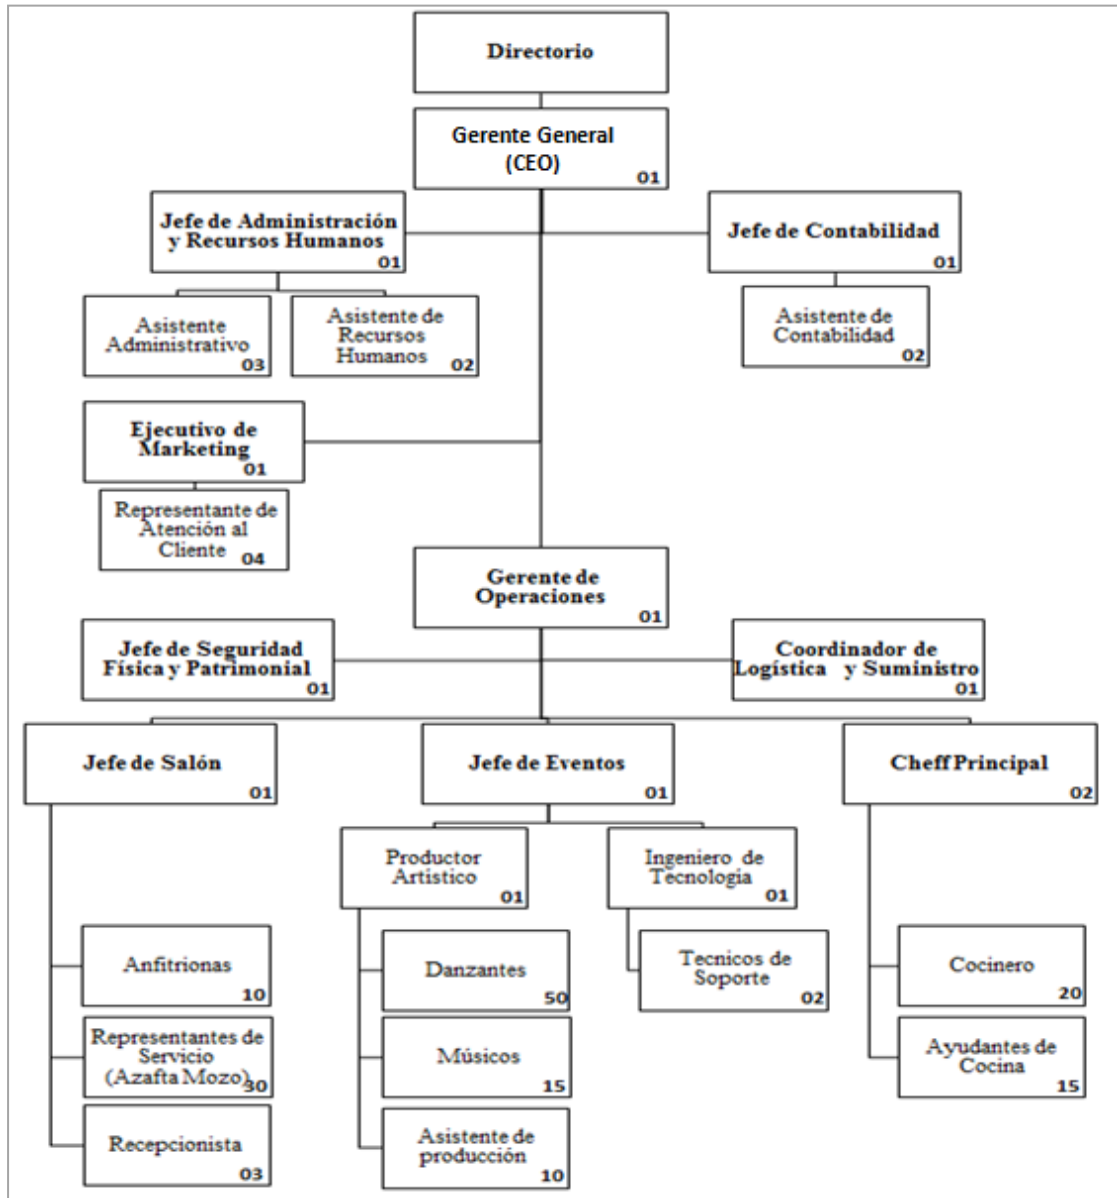 Directorio
Gerente General
(CEO)
01
Jefe de Administración
y Recursos Humanos
01
Jefe de Contabilidad
01
Asistente
Administrativo
03
Asistente de
Recursos
Humanos
02
Asistente de
Contabilidad
02
Ejecutivo de
Marketing
01
Representante de
Atención al
Cliente
04
Gerente de
Operaciones
01
Jefe de Seguridad
Física y Patrimonial
01
Coordinador de
Logística y Suministro
01
Jefe de Salón
01
Jefe de Eventos
01
Cheff Principal
02
Productor
Artístico
01
Ingeniero de
Tecnologia
01
Anfitrionas
10
Danzantes
50
Tecnicos de
Soporte
02
Cocinero
20
Representantes de
Servicio
(Azafta Mozo)
30
Músicos
15
Ayudantes de
Cocina
15
Recepcionista
03
Asistente de
producción
10